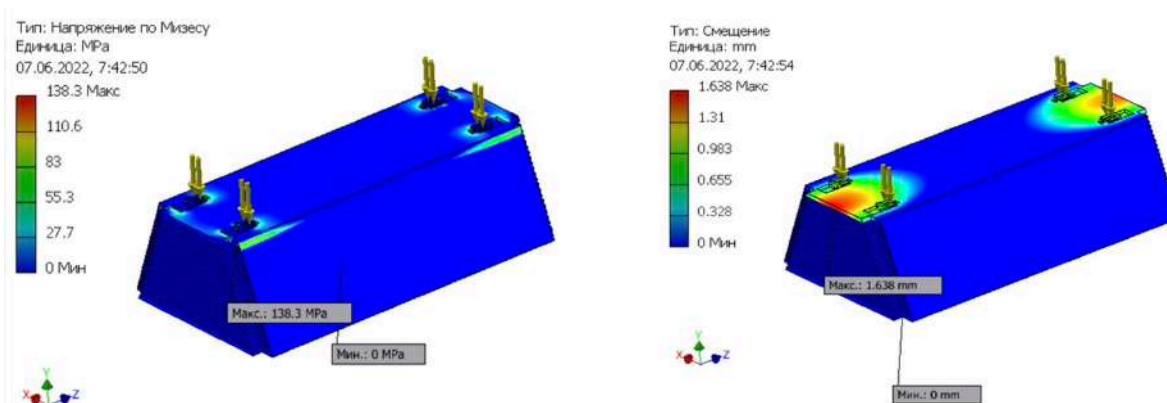 Тип: Напряжение по Мизесу
Единица: MPa
07.06.2022, 7:42:50
138.3 Макс
110.6
83
55.3
27.7
0 Мин
Макс.: 138.3 MPa
Мин.: 0 MPa
Y
X
Z
Тип: Смещение
Единица: mm
07.06.2022, 7:42:54
1.638 Макс
1.31
0.983
0.655
0.328
0 Мин
Макс.: 1.638 mm
Мин.: 0 mm
Y
X
Z